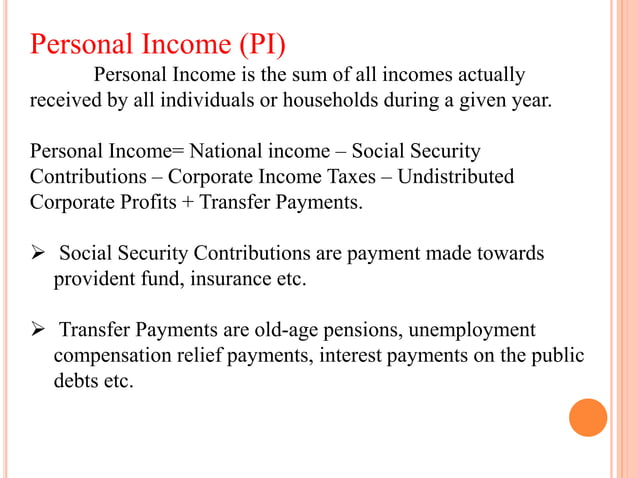 Personal Income (PI)
Personal Income is the sum of all incomes actually
received by all individuals or households during a given year.
Personal Income= National income – Social Security
Contributions – Corporate Income Taxes – Undistributed
Corporate Profits + Transfer Payments.
➢ Social Security Contributions are payment made towards
provident fund, insurance etc.
➢ Transfer Payments are old-age pensions, unemployment
compensation relief payments, interest payments on the public
debts etc.